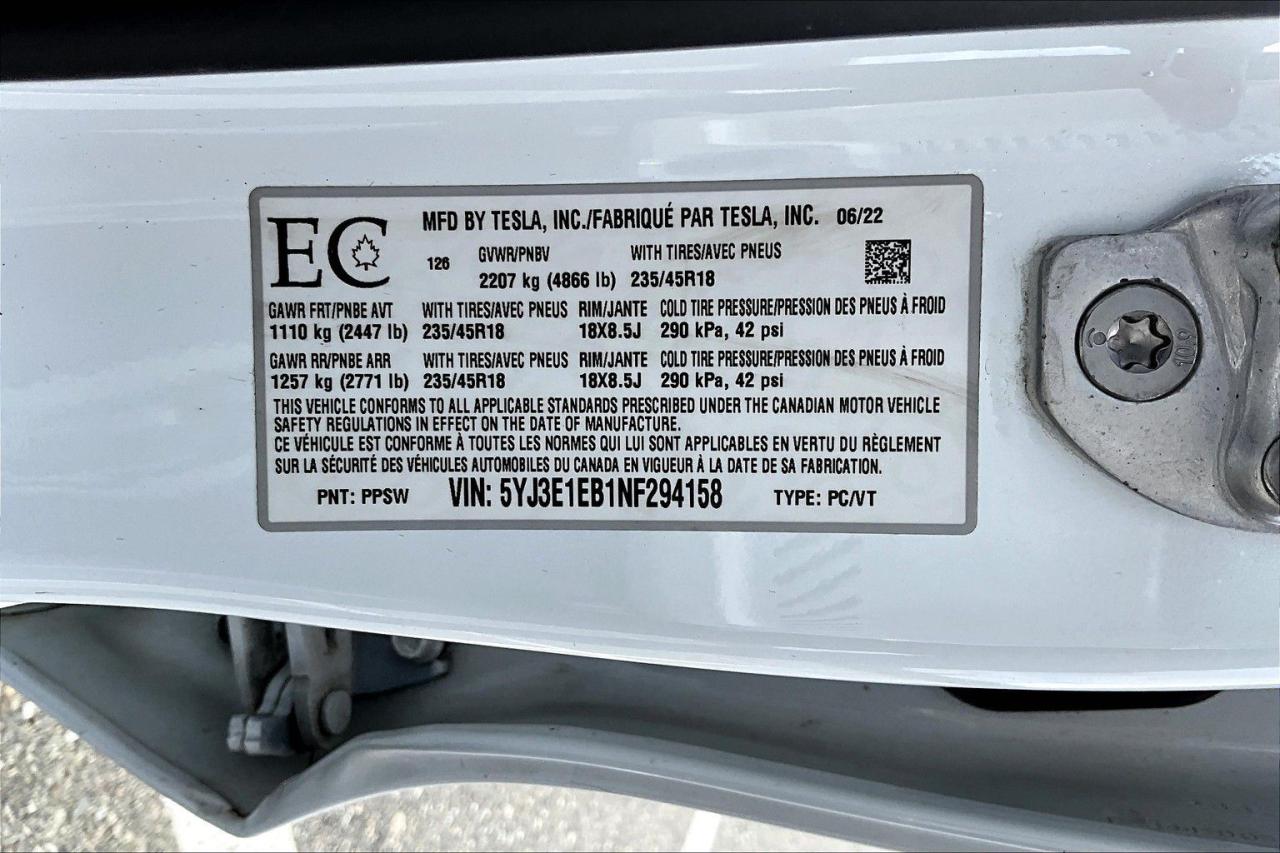 EC MFD BY TESLA, INC./FABRIQUÉ PAR TESLA, INC. 06/22
126 GVWR/PNBV WITH TIRES/AVEC PNEUS
2207 kg (4866 lb) 235/45R18
GAWR FRT/PNBE AVT WITH TIRES/AVEC PNEUS RIM/JANTE COLD TIRE PRESSURE/PRESSION DES PNEUS À FROID
1110 kg (2447 lb) 235/45R18 18X8.5J 290 kPa, 42 psi
GAWR RR/PNBE ARR WITH TIRES/AVEC PNEUS RIM/JANTE COLD TIRE PRESSURE/PRESSION DES PNEUS À FROID
1257 kg (2771 lb) 235/45R18 18X8.5J 290 kPa, 42 psi
THIS VEHICLE CONFORMS TO ALL APPLICABLE STANDARDS PRESCRIBED UNDER THE CANADIAN MOTOR VEHICLE
SAFETY REGULATIONS IN EFFECT ON THE DATE OF MANUFACTURE.
CE VÉHICULE EST CONFORME À TOUTES LES NORMES QUI LUI SONT APPLICABLES EN VERTU DU RÈGLEMENT
SUR LA SÉCURITÉ DES VÉHICULES AUTOMOBILES DU CANADA EN VIGUEUR À LA DATE DE SA FABRICATION.
PNT: PPSW VIN: 5YJ3E1EB1NF294158 TYPE: PC/VT
10.9